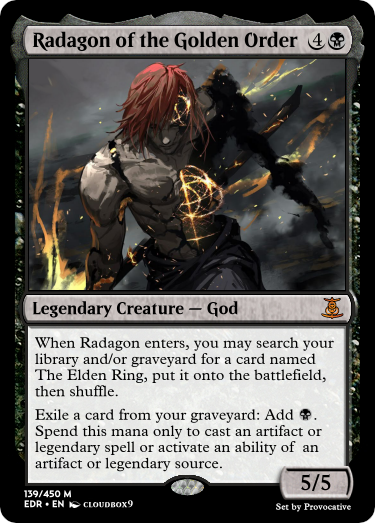 Radagon of the Golden Order 4
Legendary Creature — God
When Radagon enters, you may search your
library and/or graveyard for a card named
The Elden Ring, put it onto the battlefield,
then shuffle.
Exile a card from your graveyard: Add .
Spend this mana only to cast an artifact or
legendary spell or activate an ability of an
artifact or legendary source.
5/5
139/450 M
EDR • EN CLOUDBOX9
Set by Provocative